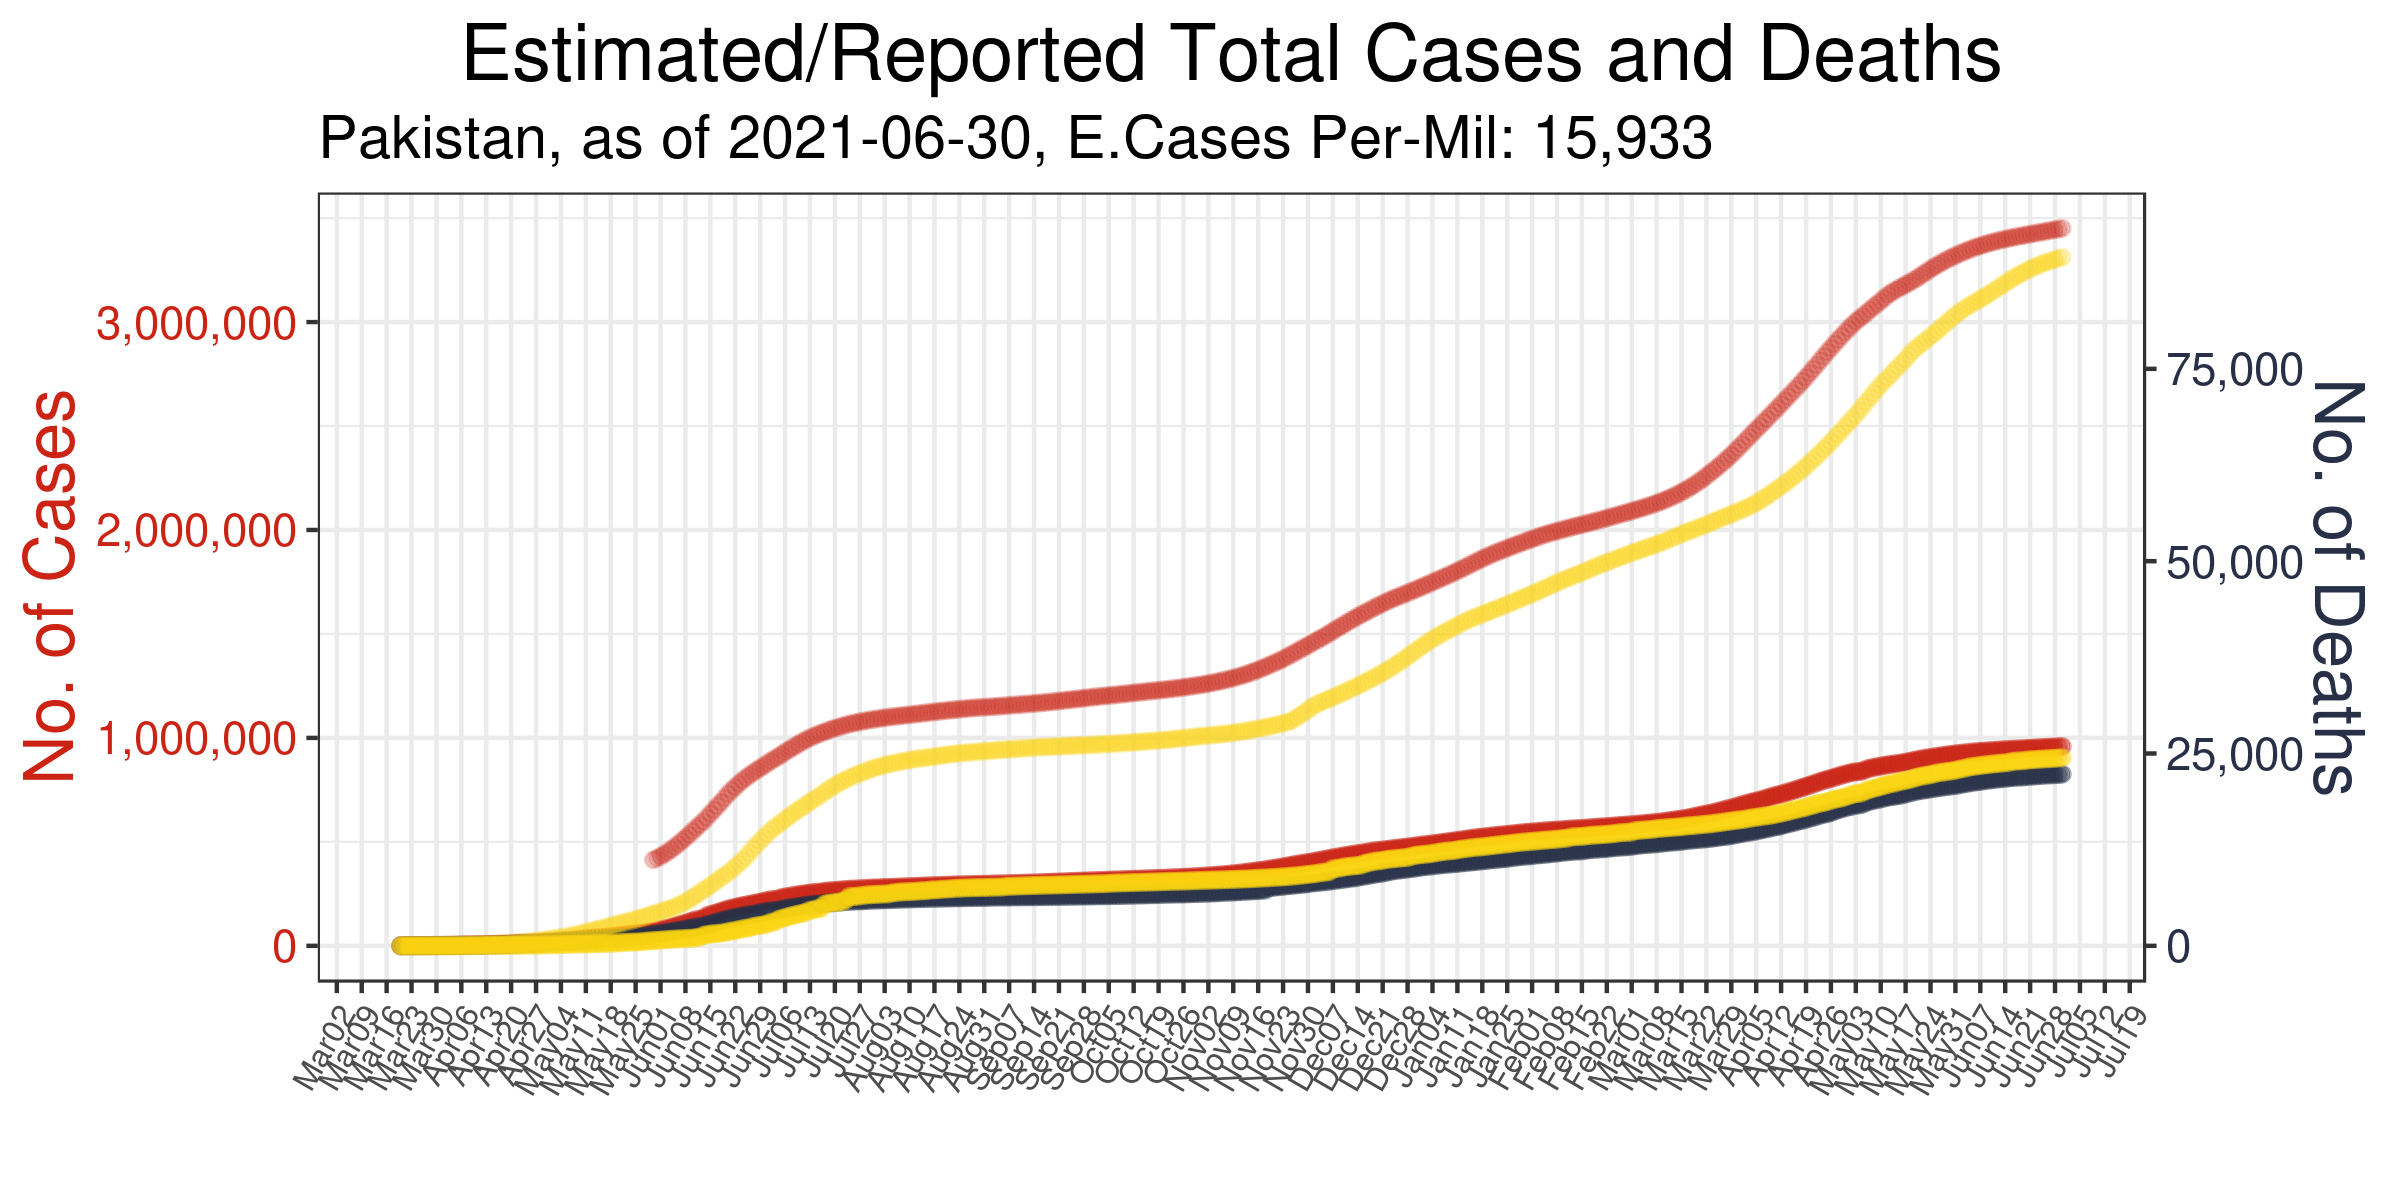 Estimated/Reported Total Cases and Deaths
Pakistan, as of 2021-06-30, E.Cases Per-Mil: 15,933
No. of Cases
3,000,000
2,000,000
1,000,000
0
75,000
50,000
25,000
0
No. of Deaths
Mar02
Mar09
Mar16
Mar23
Mar30
Apr06
Apr13
Apr20
Apr27
May04
May11
May18
May25
Jun01
Jun08
Jun15
Jun22
Jun29
Jul06
Jul13
Jul20
Jul27
Aug03
Aug10
Aug17
Aug24
Aug31
Sep07
Sep14
Sep21
Sep28
Oct05
Oct12
Oct19
Oct26
Nov02
Nov09
Nov16
Nov23
Nov30
Dec07
Dec14
Dec21
Dec28
Jan04
Jan11
Jan18
Jan25
Feb01
Feb08
Feb15
Feb22
Mar01
Mar08
Mar15
Mar22
Mar29
Apr05
Apr12
Apr19
Apr26
May03
May10
May17
May24
May31
Jun07
Jun14
Jun21
Jun28
Jul05
Jul12
Jul19